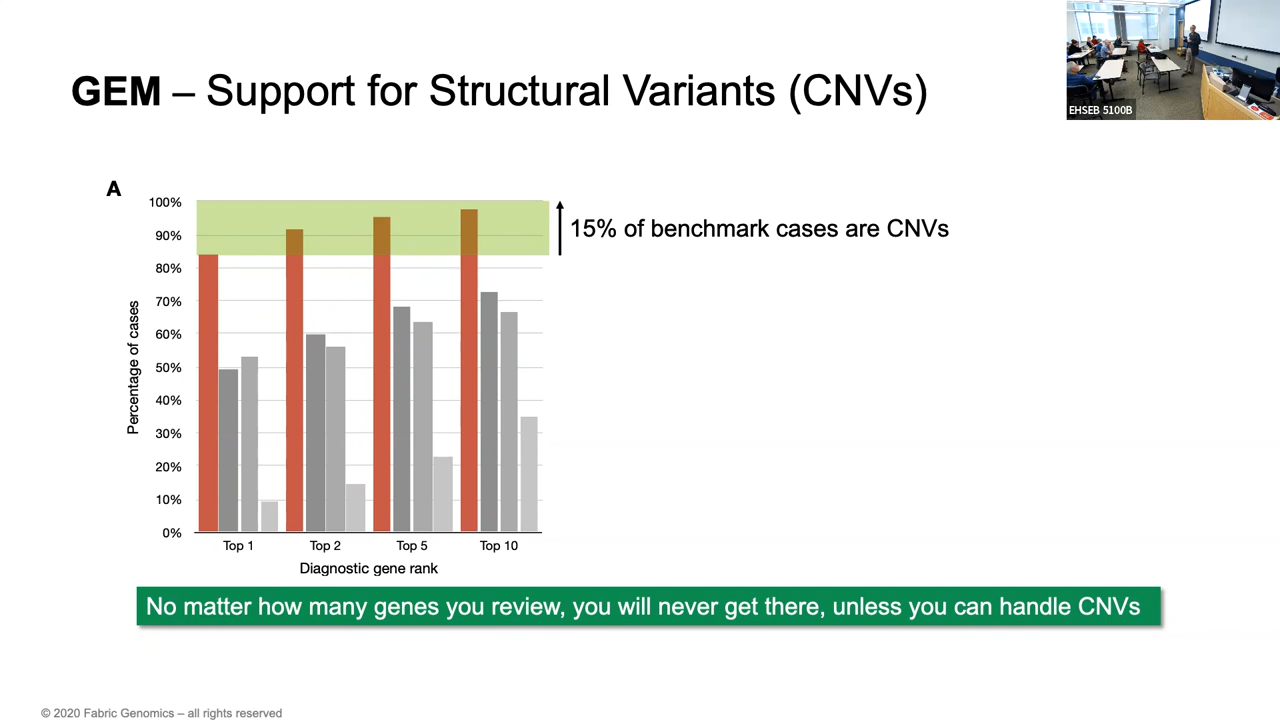 GEM – Support for Structural Variants (CNVs)
EHSEB 5100B
A
100%
90%
80%
70%
60%
50%
40%
30%
20%
10%
0%
Percentage of cases
15% of benchmark cases are CNVs
Top 1
Top 2
Top 5
Top 10
Diagnostic gene rank
No matter how many genes you review, you will never get there, unless you can handle CNVs
© 2020 Fabric Genomics – all rights reserved